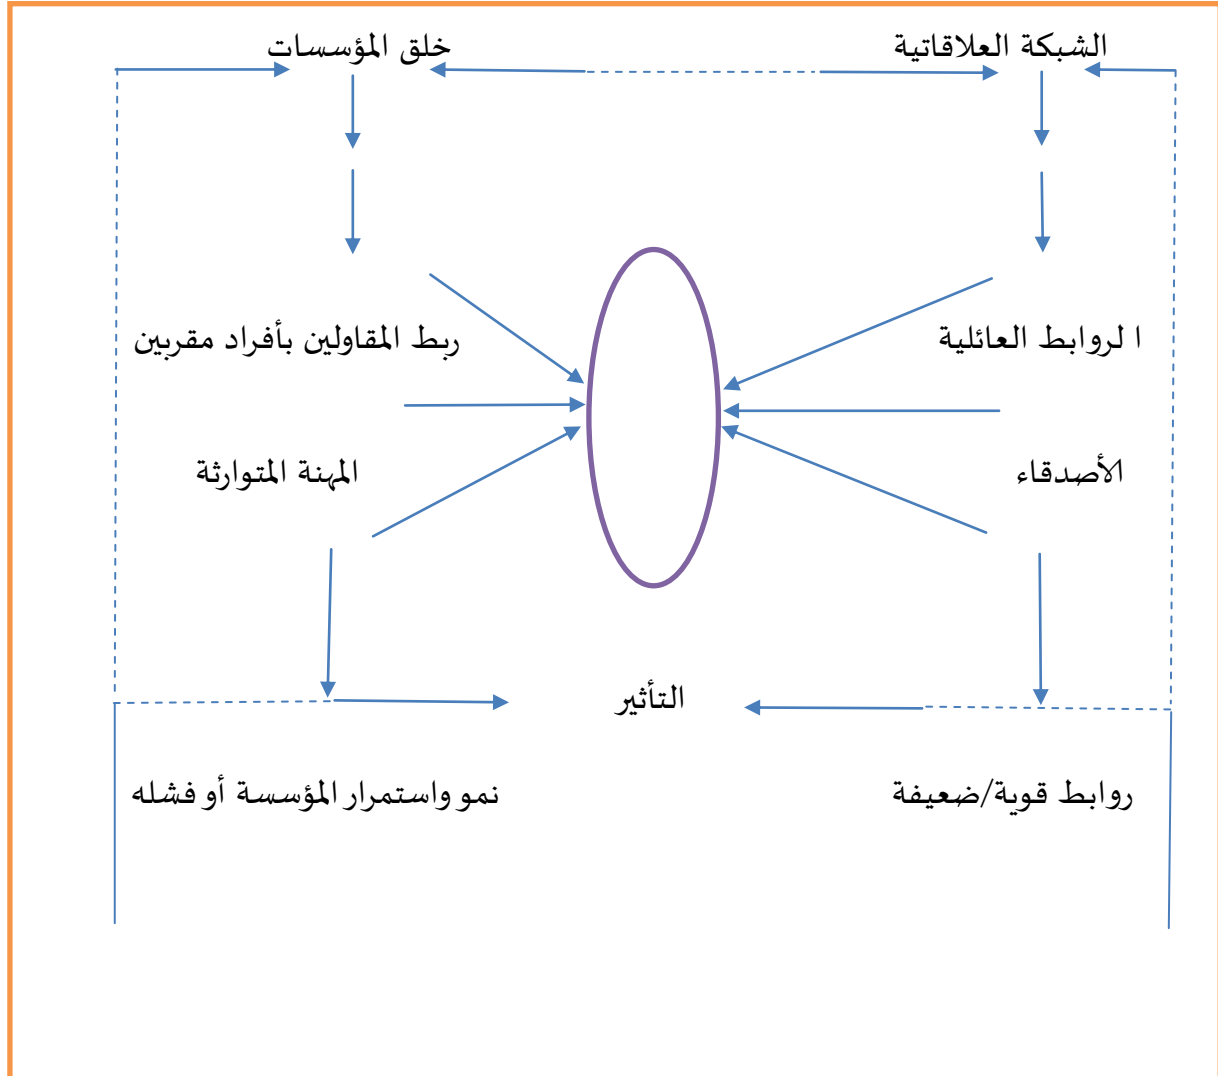 الشبكة العلاقاتية
خلق المؤسسات
ا لروابط العائلية
ربط المقاولين بأفراد مقربين
الأصدقاء
المهنة المتوارثة
التأثير
روابط قوية/ضعيفة
نمو واستمرار المؤسسة أو فشله